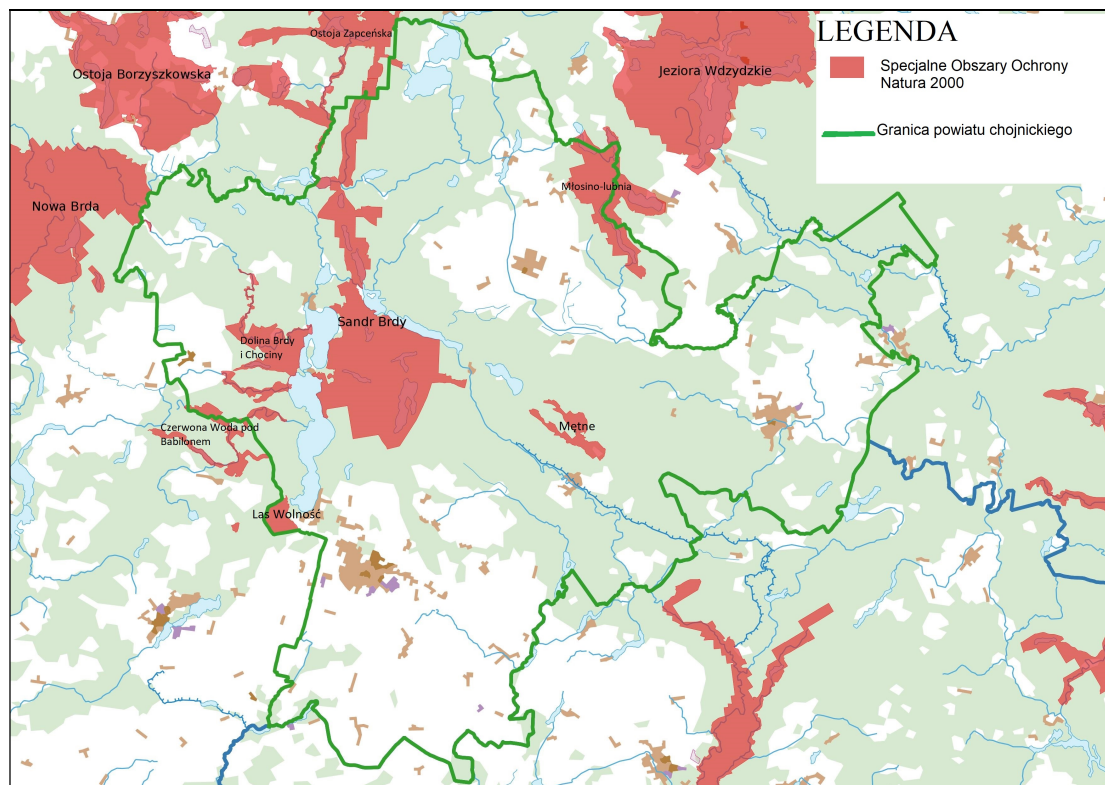 LEGENDA
Specjalne Obszary Ochrony
Natura 2000
Granica powiatu chojnickiego
Ostoja Zapceńska
Ostoja Borzyszkowska
Jeziora Wdzydzkie
Młosino-lubnia
Nowa Brda
Sandr Brdy
Dolina Brdy
i Chociny
Czerwona Woda pod
Babilonem
Mętne
Las Wolność